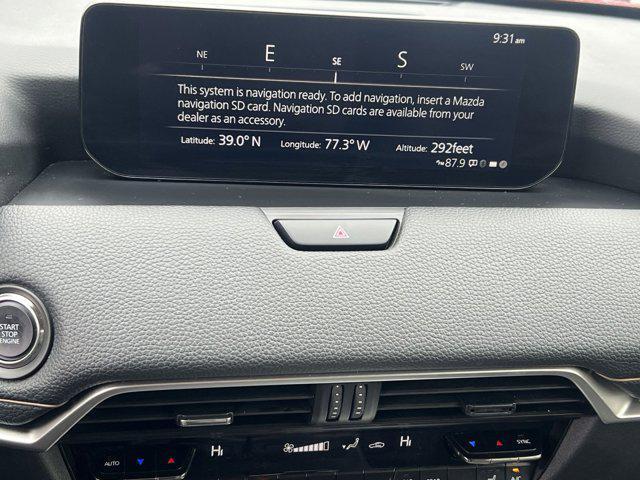 9:31 am
NE E SE S SW
This system is navigation ready. To add navigation, insert a Mazda
navigation SD card. Navigation SD cards are available from your
dealer as an accessory.
Latitude: 39.0° N Longitude: 77.3° W Altitude: 292feet
87.9
START
STOP
ENGINE
HI HI
AUTO SYNC